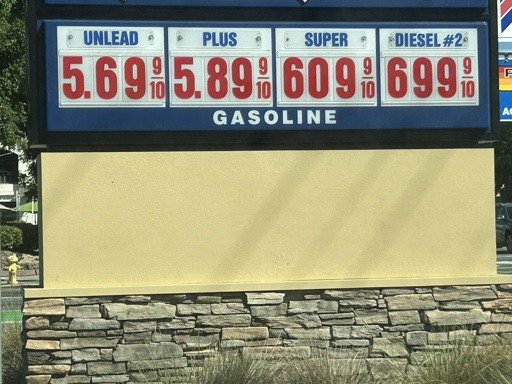 UNLEAD PLUS SUPER DIESEL #2
5.69 9/10 5.89 9/10 609 9/10 699 9/10
GASOLINE